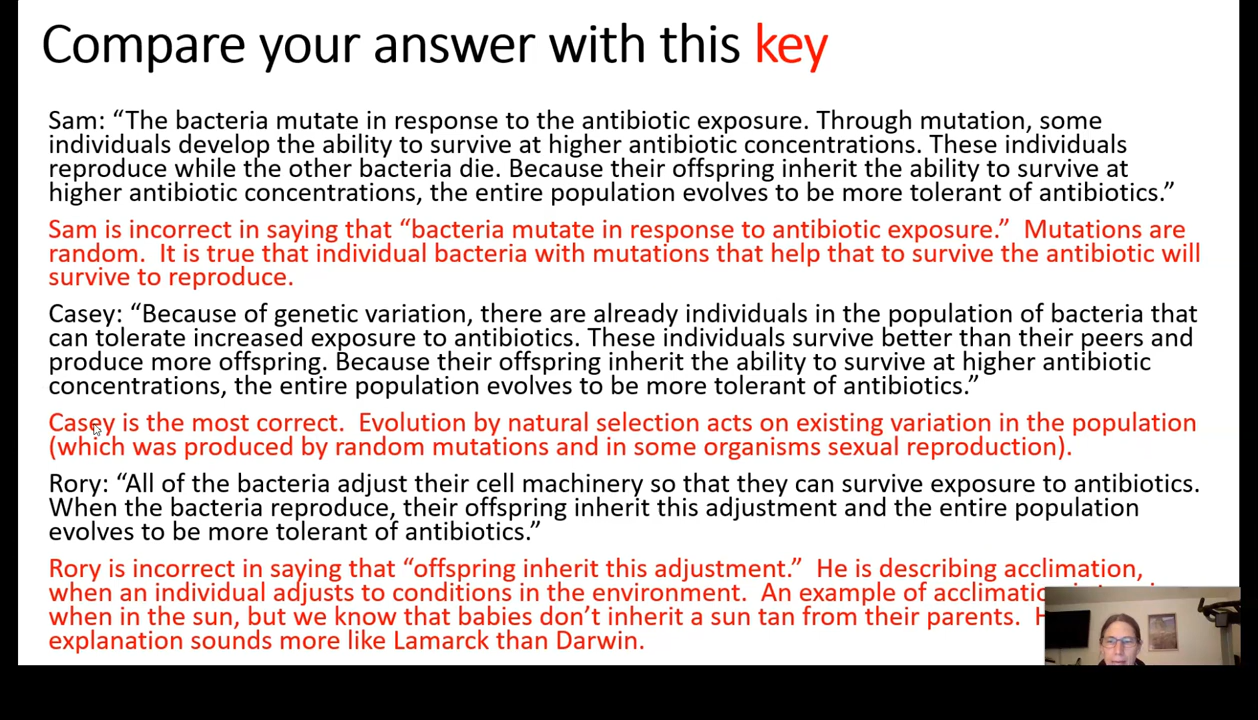 Compare your answer with this key
Sam: “The bacteria mutate in response to the antibiotic exposure. Through mutation, some
individuals develop the ability to survive at higher antibiotic concentrations. These individuals
reproduce while the other bacteria die. Because their offspring inherit the ability to survive at
higher antibiotic concentrations, the entire population evolves to be more tolerant of antibiotics.”
Sam is incorrect in saying that “bacteria mutate in response to antibiotic exposure.” Mutations are
random. It is true that individual bacteria with mutations that help that to survive the antibiotic will
survive to reproduce.
Casey: “Because of genetic variation, there are already individuals in the population of bacteria that
can tolerate increased exposure to antibiotics. These individuals survive better than their peers and
produce more offspring. Because their offspring inherit the ability to survive at higher antibiotic
concentrations, the entire population evolves to be more tolerant of antibiotics.”
Casey is the most correct. Evolution by natural selection acts on existing variation in the population
(which was produced by random mutations and in some organisms sexual reproduction).
Rory: “All of the bacteria adjust their cell machinery so that they can survive exposure to antibiotics.
When the bacteria reproduce, their offspring inherit this adjustment and the entire population
evolves to be more tolerant of antibiotics.”
Rory is incorrect in saying that “offspring inherit this adjustment.” He is describing acclimation,
when an individual adjusts to conditions in the environment. An example of
when in the sun, but we know that babies don’t inherit a sun tan from their parents.
explanation sounds more like Lamarck than Darwin.